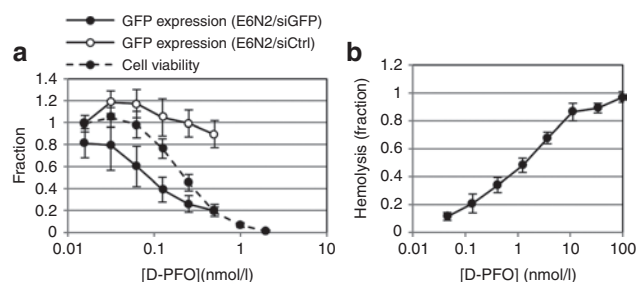 GFP expression (E6N2/siGFP)
GFP expression (E6N2/siCtrl)
Cell viability
a
Fraction
1.4
1.2
1
0.8
0.6
0.4
0.2
0
0.01
0.1
1
10
[D-PFO](nmol/l)
b
Hemolysis (fraction)
1.2
1
0.8
0.6
0.4
0.2
0
0.01
0.1
1
10
100
[D-PFO] (nmol/l)